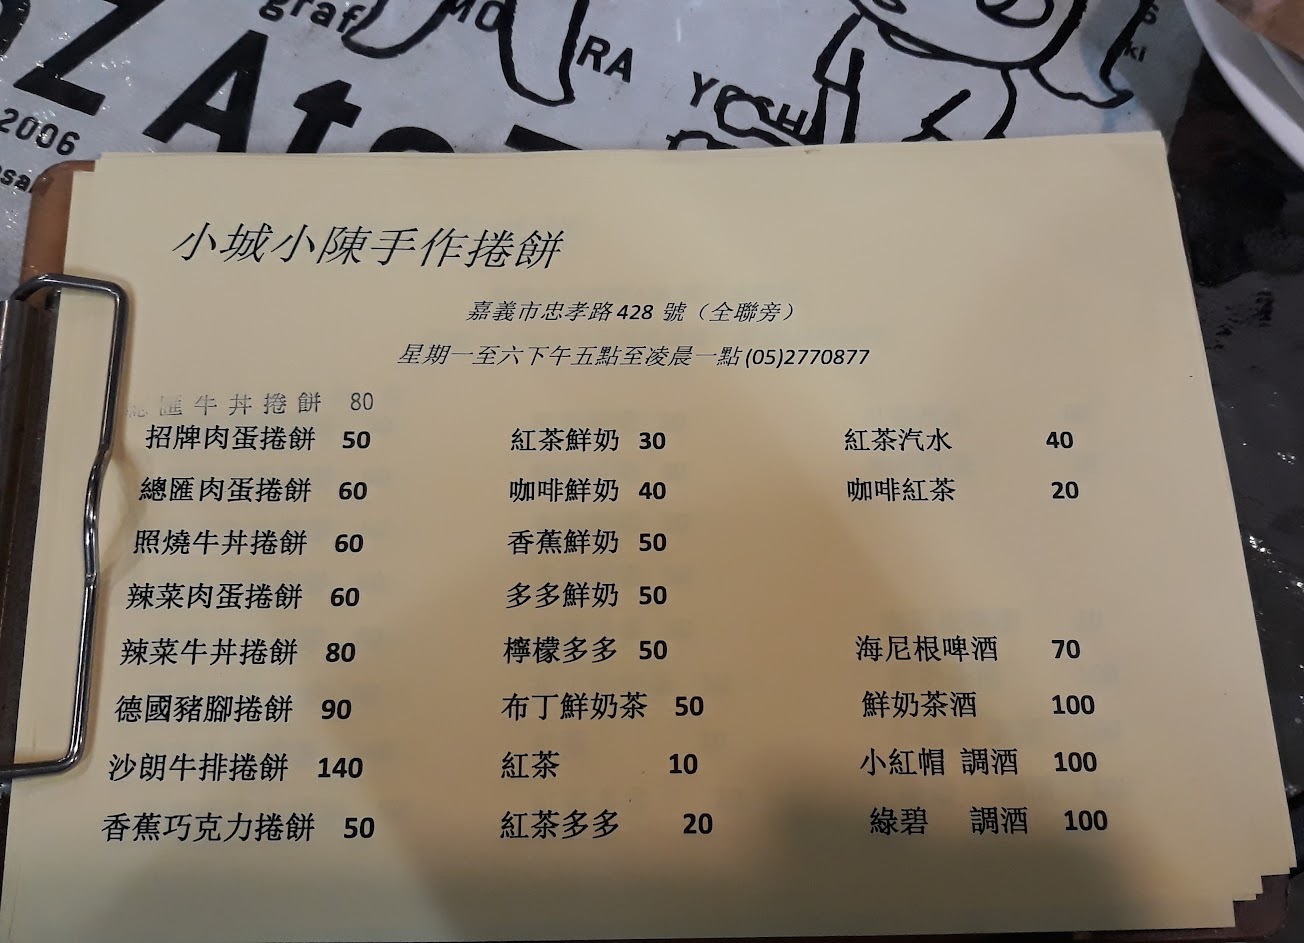 graf
MO
RA
YOSHI
2006
AtoZ
小城小陳手作捲餅
嘉義市忠孝路428 號（全聯旁）
星期一至六下午五點至凌晨一點(05)2770877
總匯牛丼捲餅 80
招牌肉蛋捲餅 50 紅茶鮮奶 30 紅茶汽水 40
總匯肉蛋捲餅 60 咖啡鮮奶 40 咖啡紅茶 20
照燒牛丼捲餅 60 香蕉鮮奶 50
辣菜肉蛋捲餅 60 多多鮮奶 50
辣菜牛丼捲餅 80 檸檬多多 50 海尼根啤酒 70
德國豬腳捲餅 90 布丁鮮奶茶 50 鮮奶茶酒 100
沙朗牛排捲餅 140 紅茶 10 小紅帽 調酒 100
香蕉巧克力捲餅 50 紅茶多多 20 綠碧 調酒 100